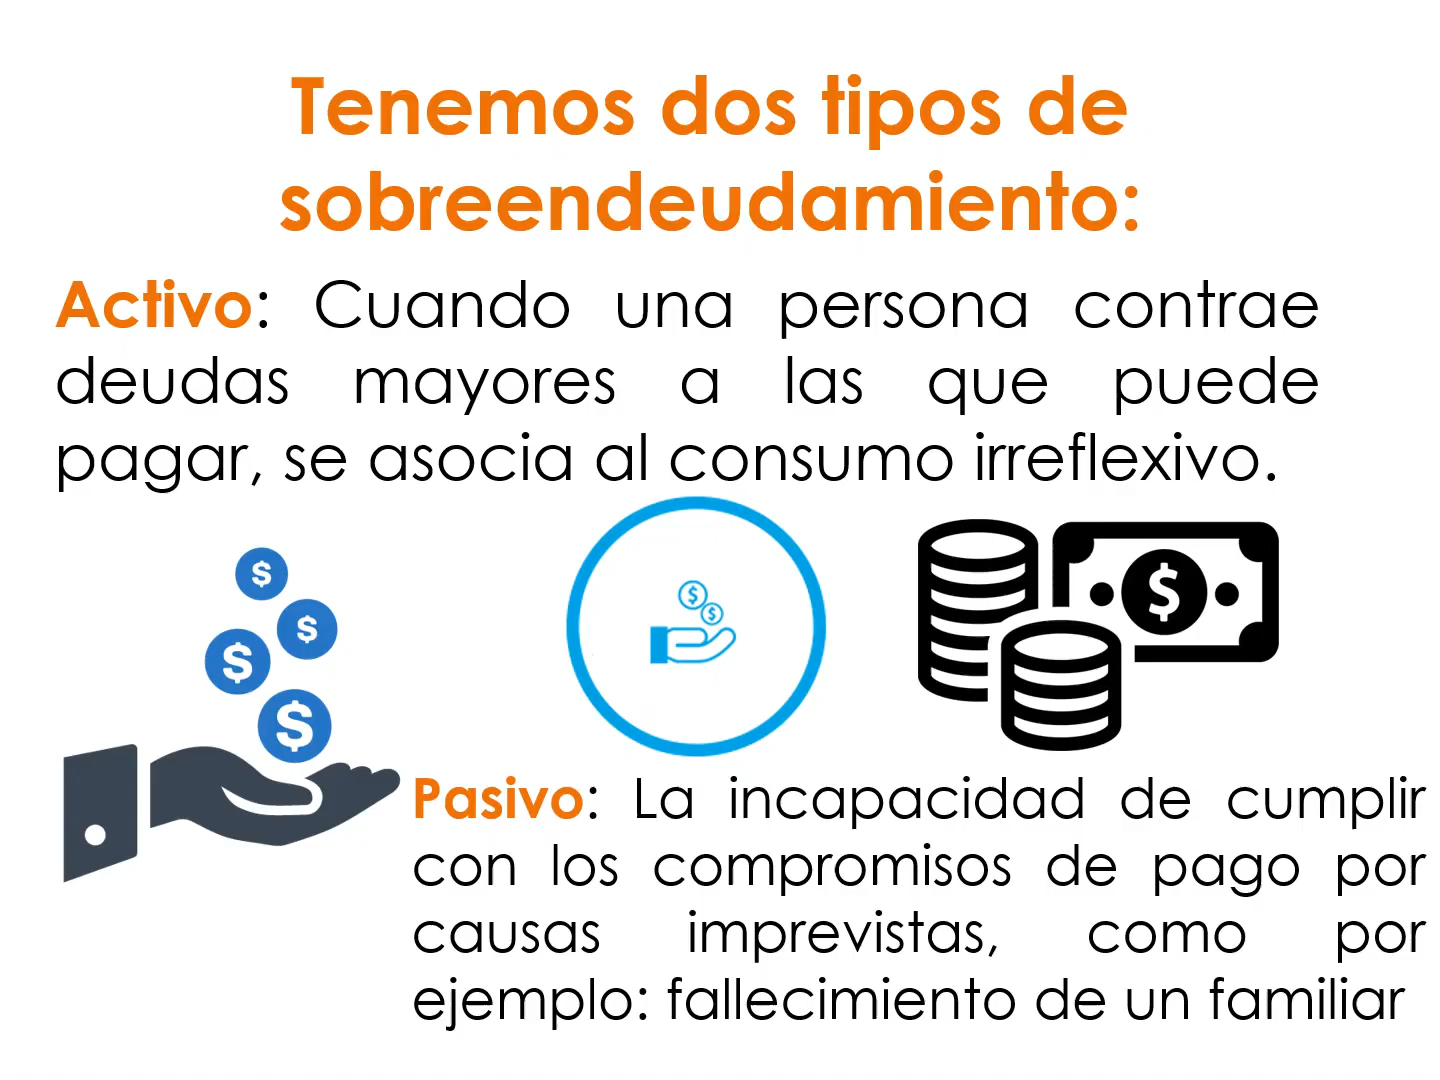 Tenemos dos tipos de
sobreendeudamiento:
Activo: Cuando una persona contrae
deudas mayores a las que puede
pagar, se asocia al consumo irreflexivo.
$
$
$
$
$
$
$
Pasivo: La incapacidad de cumplir
con los compromisos de pago por
causas imprevistas, como por
ejemplo: fallecimiento de un familiar